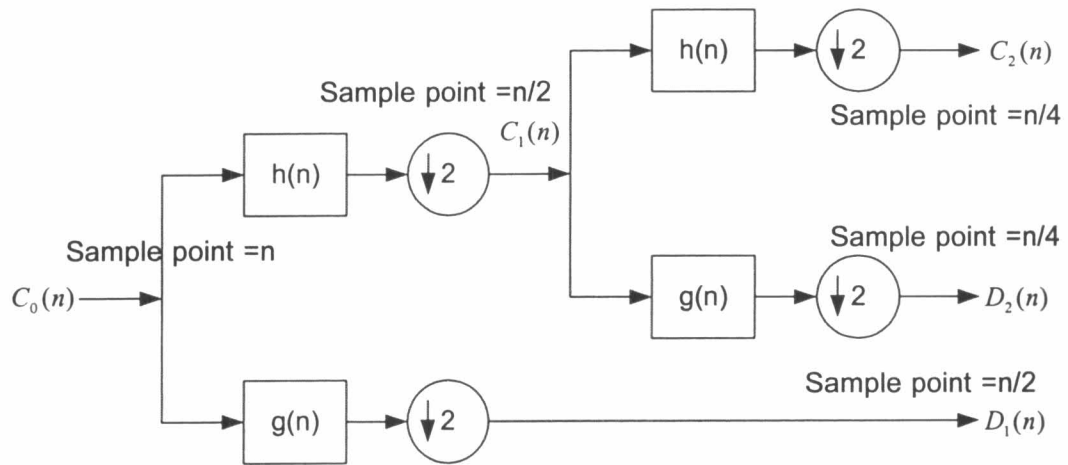 h(n)
↓2
C₂(n)
Sample point =n/2
Sample point =n/4
C₁(n)
h(n)
↓2
Sample point =n
Sample point =n/4
C₀(n)
g(n)
↓2
D₂(n)
Sample point =n/2
g(n)
↓2
D₁(n)